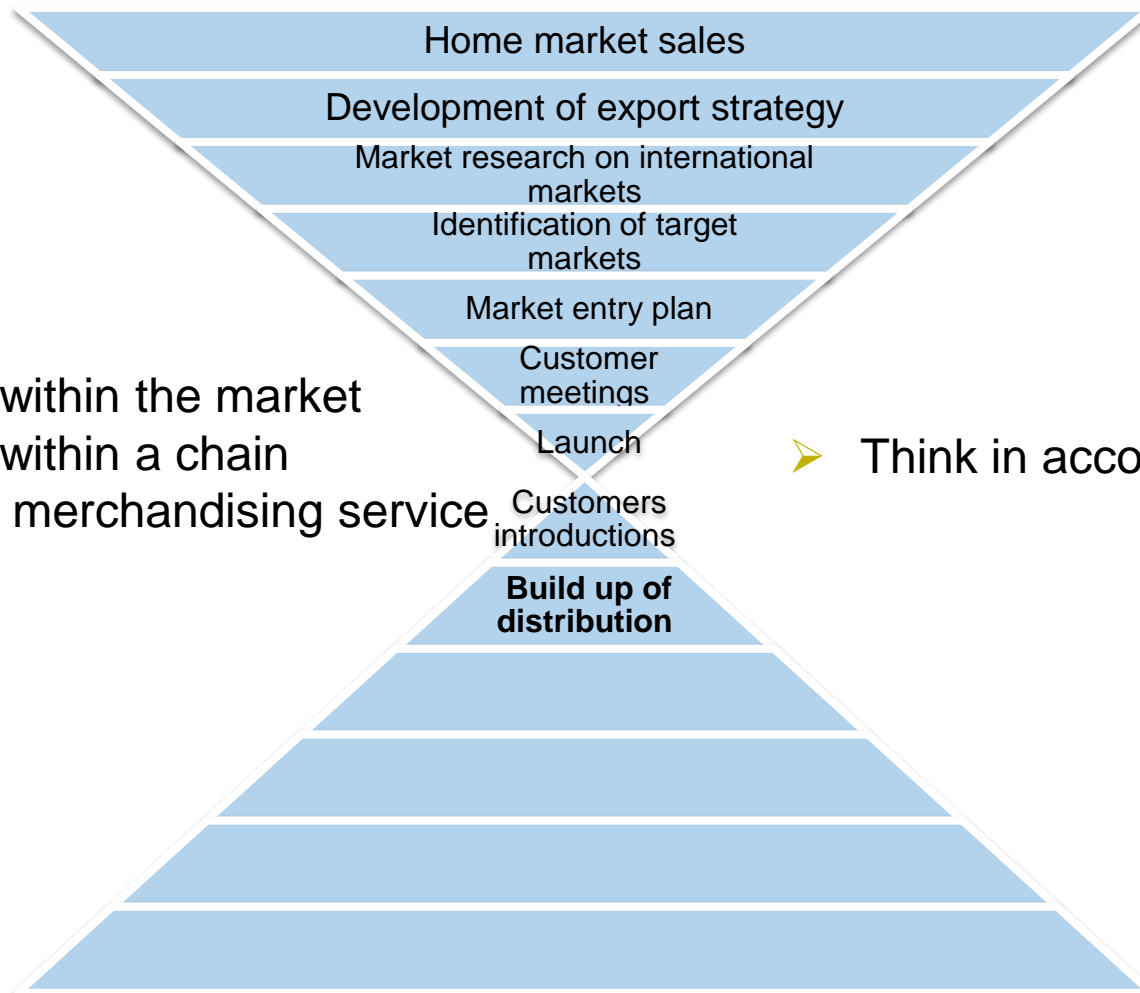 Home market sales
Development of export strategy
Market research on international
markets
Identification of target
markets
Market entry plan
Customer
meetings
Launch
within the market
within a chain
merchandising service
Think in acco
Customers
introductions
Build up of
distribution